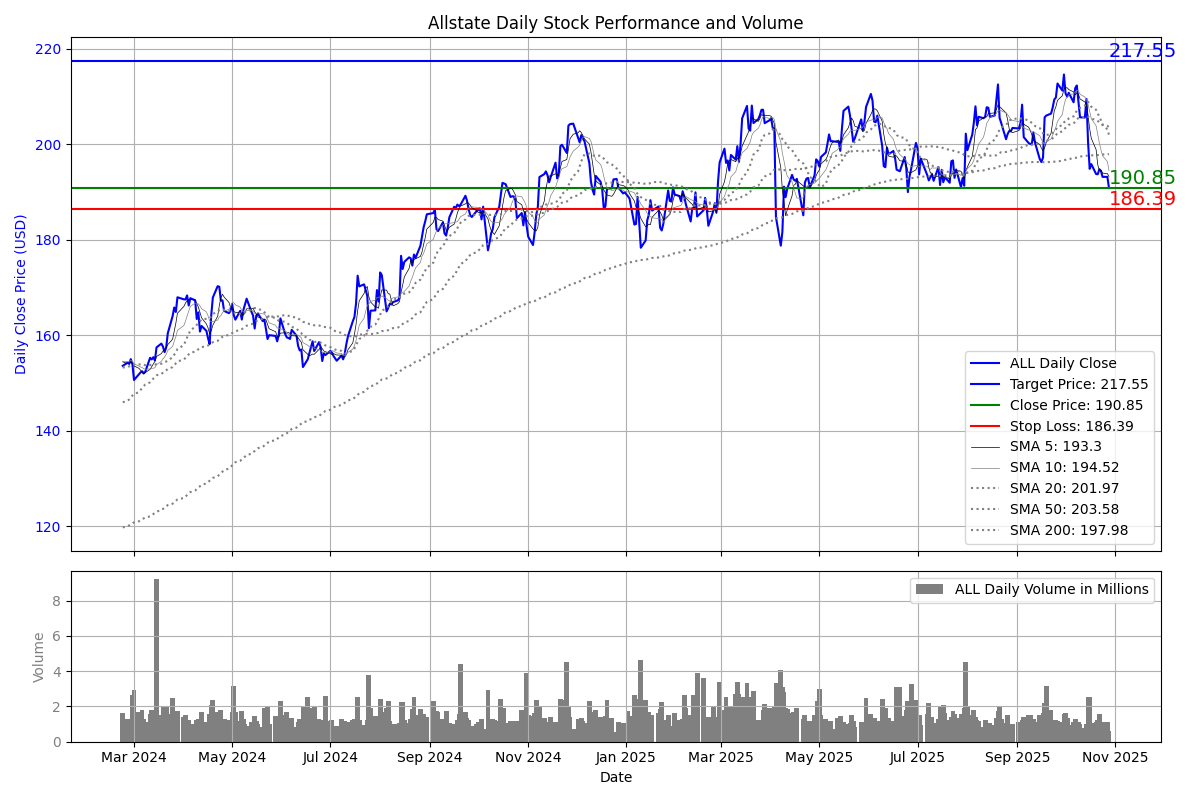 Allstate Daily Stock Performance and Volume
220
200
180
160
140
120
Daily Close Price (USD)
217.55
190.85
186.39
ALL Daily Close
Target Price: 217.55
Close Price: 190.85
Stop Loss: 186.39
SMA 5: 193.3
SMA 10: 194.52
SMA 20: 201.97
SMA 50: 203.58
SMA 200: 197.98
8
6
4
2
0
Volume
ALL Daily Volume in Millions
Mar 2024 May 2024 Jul 2024 Sep 2024 Nov 2024 Jan 2025 Mar 2025 May 2025 Jul 2025 Sep 2025 Nov 2025
Date